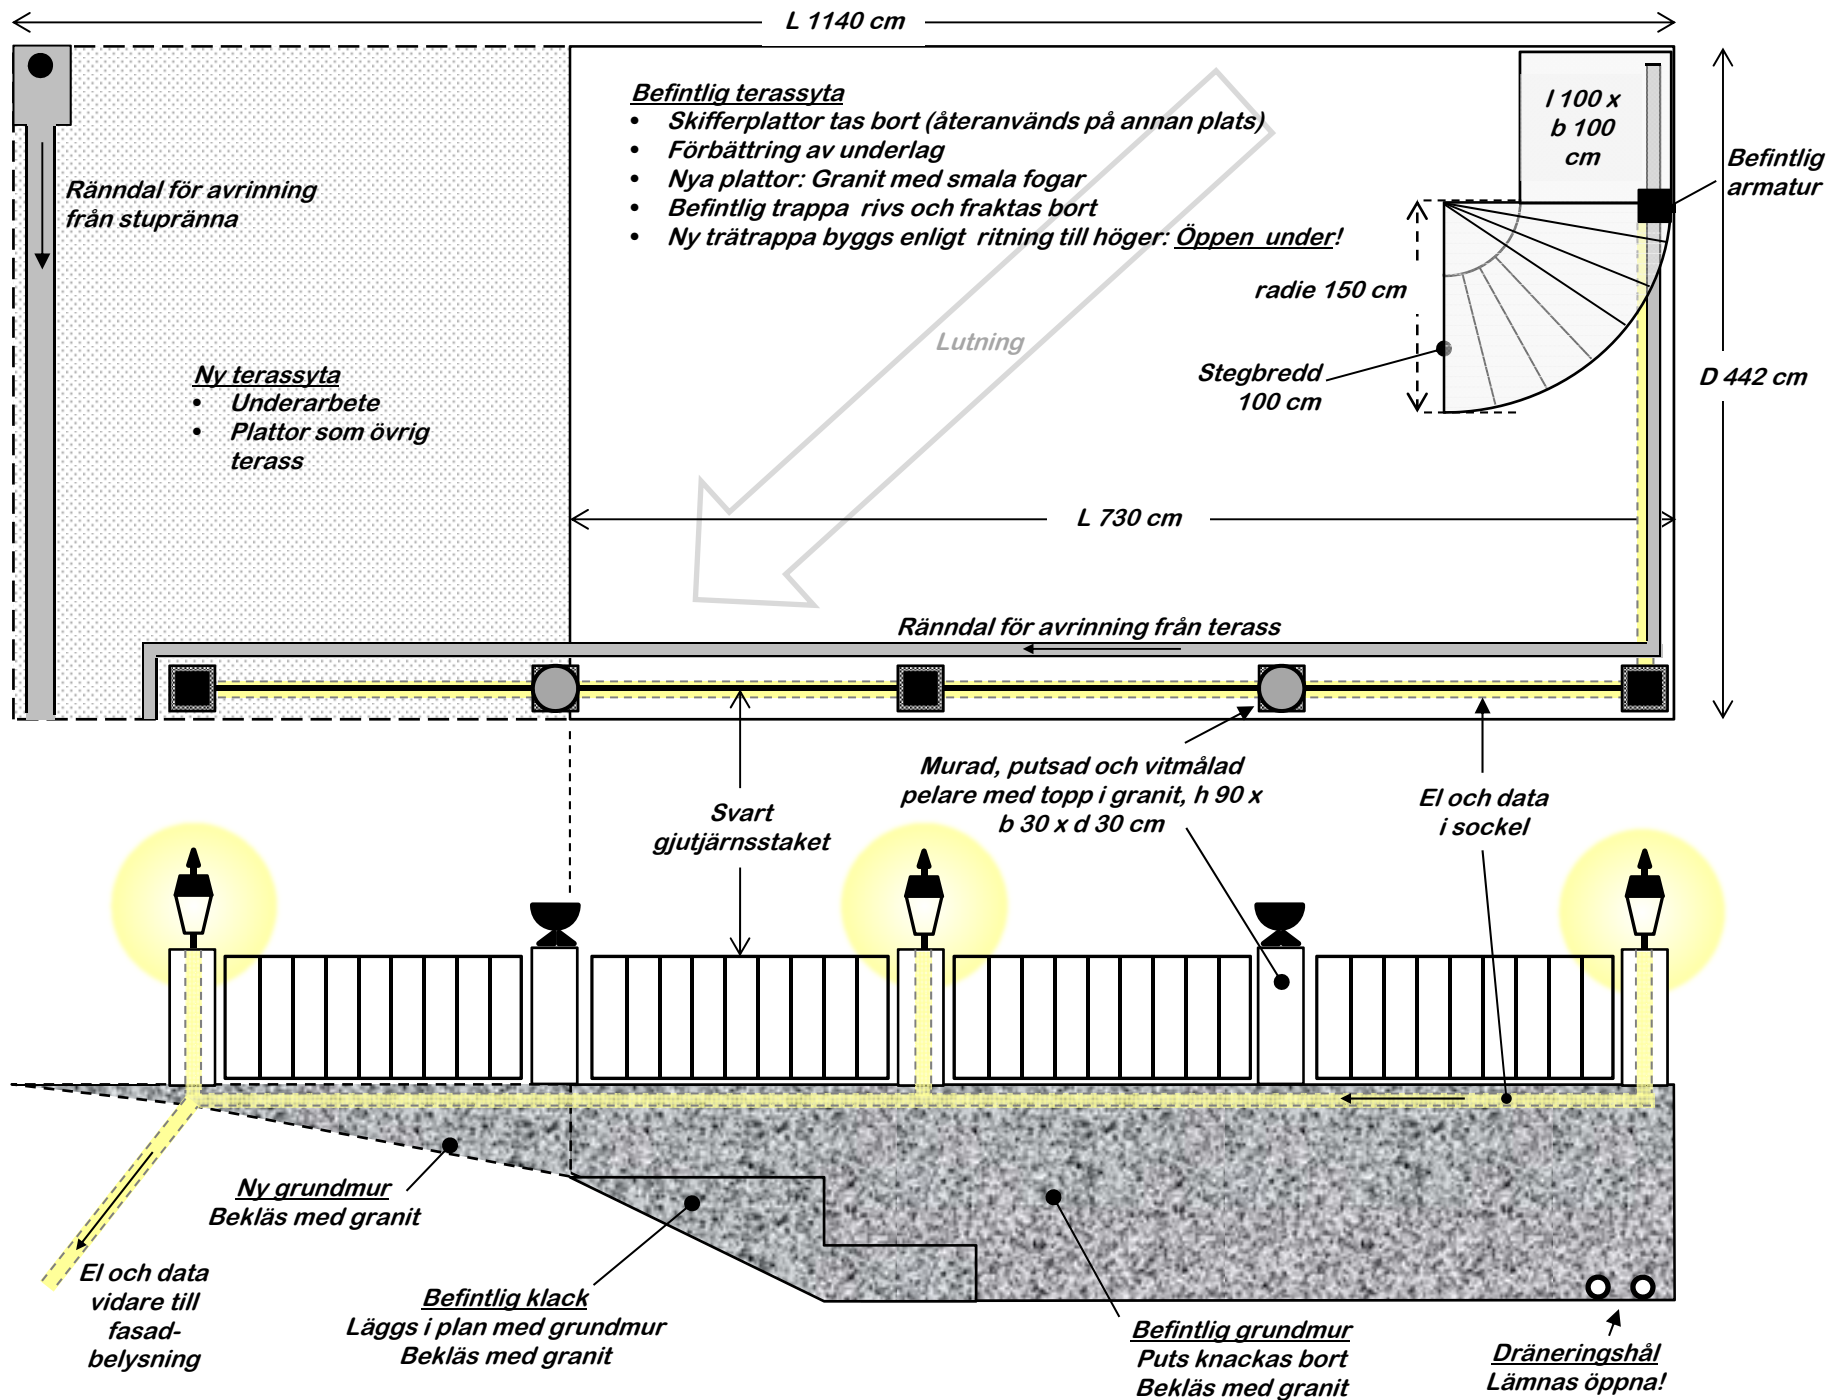 L 1140 cm
Befintlig terassyta
• Skifferplattor tas bort (återanvänds på annan plats)
• Förbättring av underlag
• Nya plattor: Granit med smala fogar
• Befintlig trappa rivs och fraktas bort
• Ny trätrappa byggs enligt ritning till höger: Öppen under!
l 100 x
b 100
cm
Befintlig
armatur
Ränndal för avrinning
från stupränna
radie 150 cm
Lutning
Stegbredd
100 cm
D 442 cm
Ny terassyta
• Underarbete
• Plattor som övrig
terass
L 730 cm
Ränndal för avrinning från terass
Svart
gjutjärnsstaket
Murad, putsad och vitmålad
pelare med topp i granit, h 90 x
b 30 x d 30 cm
El och data
i sockel
Ny grundmur
Bekläs med granit
El och data
vidare till
fasad-
belysning
Befintlig klack
Läggs i plan med grundmur
Bekläs med granit
Befintlig grundmur
Puts knackas bort
Bekläs med granit
Dräneringshål
Lämnas öppna!